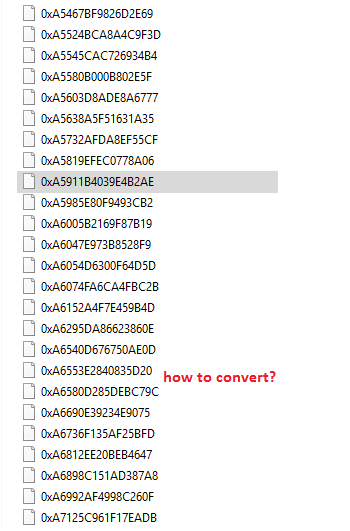 0xA5467BF9826D2E69
0xA5524BCA8A4C9F3D
0xA5545CAC726934B4
0xA5580B000B802E5F
0xA5603D8ADE8A6777
0xA5638A5F51631A35
0xA5732AFDA8EF55CF
0xA5819EFEC0778A06
0xA5911B4039E4B2AE
0xA5985E80F9493CB2
0xA6005B2169F87B19
0xA6047E973B8528F9
0xA6054D6300F64D5D
0xA6074FA6CA4FBC2B
0xA6152A4F7E459B4D
0xA6295DA86623860E
0xA6540D676750AE0D
0xA6553E2840835D20 how to convert?
0xA6580D285DEBC79C
0xA6690E39234E9075
0xA6736F135AF25BFD
0xA6812EE20BEB4647
0xA6898C151AD387A8
0xA6992AF4998C260F
0xA7125C961F17EADB